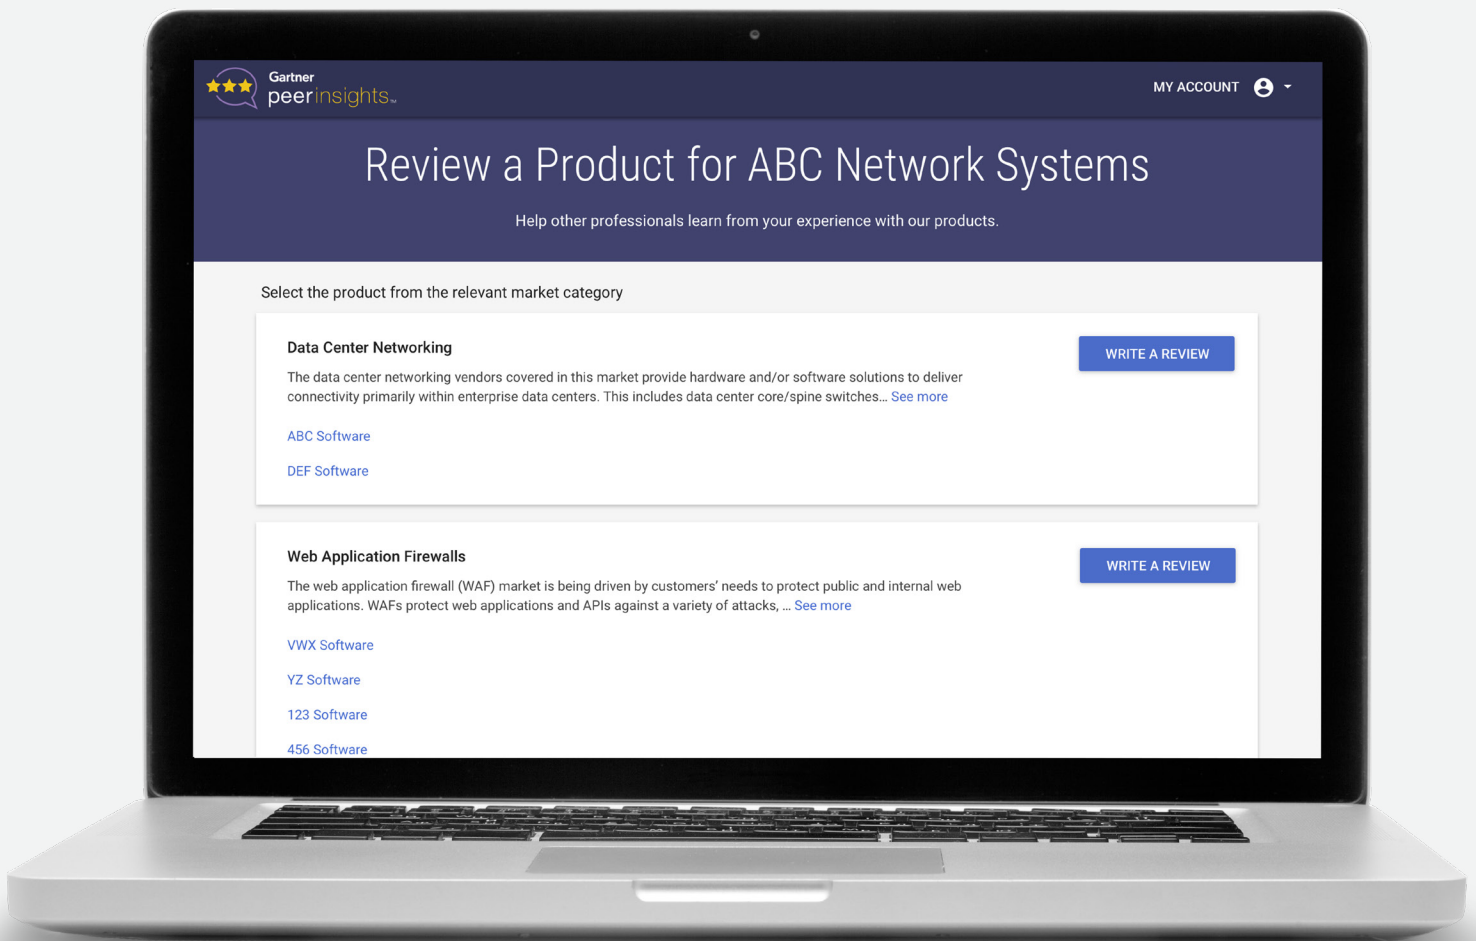 Gartner
peerinsights™
MY ACCOUNT
Review a Product for ABC Network Systems
Help other professionals learn from your experience with our products.
Select the product from the relevant market category
Data Center Networking
WRITE A REVIEW
The data center networking vendors covered in this market provide hardware and/or software solutions to deliver
connectivity primarily within enterprise data centers. This includes data center core/spine switches... See more
ABC Software
DEF Software
Web Application Firewalls
WRITE A REVIEW
The web application firewall (WAF) market is being driven by customers' needs to protect public and internal web
applications. WAFs protect web applications and APIs against a variety of attacks, ... See more
VWX Software
YZ Software
123 Software
456 Software